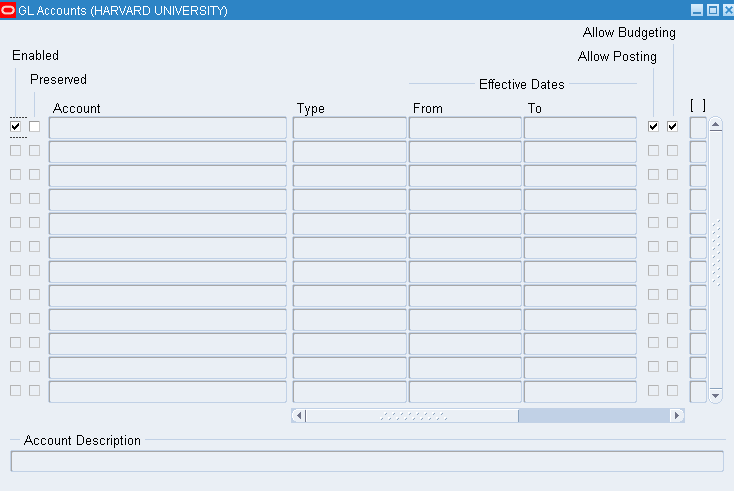 GL Accounts (HARVARD UNIVERSITY)
Allow Budgeting
Enabled
Allow Posting
Preserved
Effective Dates
Account Type From To [ ]
Account Description